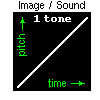 Image / Sound
1 tone
pitch
time